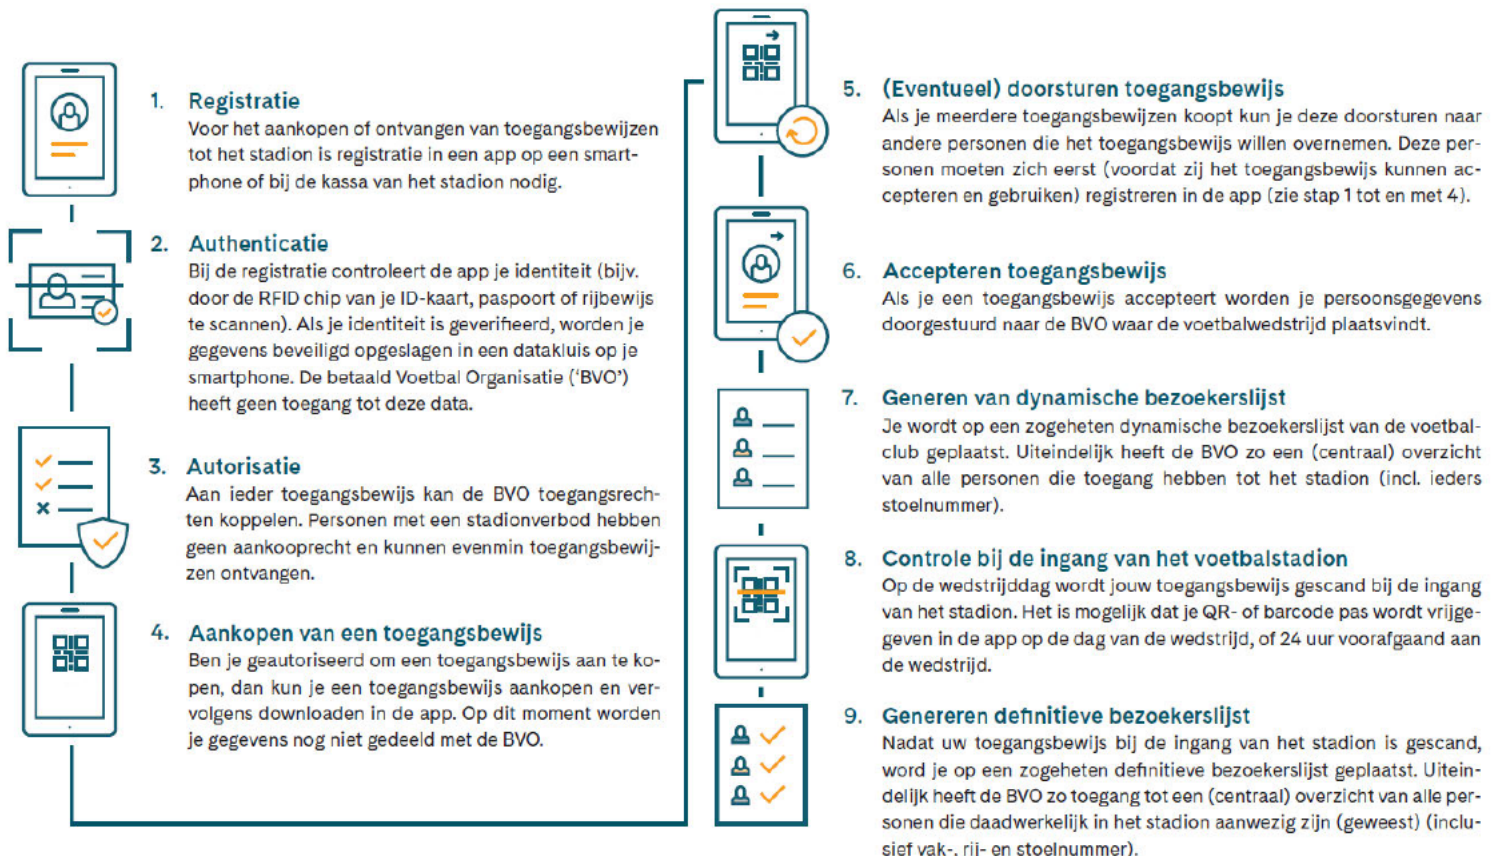 1. Registratie
Voor het aankopen of ontvangen van toegangsbewijzen
tot het stadion is registratie in een app op een smart-
phone of bij de kassa van het stadion nodig.
2. Authenticatie
Bij de registratie controleert de app je identiteit (bijv.
door de RFID chip van je ID-kaart, paspoort of rijbewijs
te scannen). Als je identiteit is geverifieerd, worden je
gegevens beveiligd opgeslagen in een datakluis op je
smartphone. De betaald Voetbal Organisatie (‘BVO’)
heeft geen toegang tot deze data.
3. Autorisatie
Aan ieder toegangsbewijs kan de BVO toegangsrech-
ten koppelen. Personen met een stadionverbod hebben
geen aankooprecht en kunnen evenmin toegangsbewij-
zen ontvangen.
4. Aankopen van een toegangsbewijs
Ben je geautoriseerd om een toegangsbewijs aan te ko-
pen, dan kun je een toegangsbewijs aankopen en ver-
volgens downloaden in de app. Op dit moment worden
je gegevens nog niet gedeeld met de BVO.
5. (Eventueel) doorsturen toegangsbewijs
Als je meerdere toegangsbewijzen koopt kun je deze doorsturen naar
andere personen die het toegangsbewijs willen overnemen. Deze per-
sonen moeten zich eerst (voordat zij het toegangsbewijs kunnen ac-
cepteren en gebruiken) registreren in de app (zie stap 1 tot en met 4).
6. Accepteren toegangsbewijs
Als je een toegangsbewijs accepteert worden je persoonsgegevens
doorgestuurd naar de BVO waar de voetbalwedstrijd plaatsvindt.
7. Generen van dynamische bezoekerslijst
Je wordt op een zogeheten dynamische bezoekerslijst van de voetbal-
club geplaatst. Uiteindelijk heeft de BVO zo een (centraal) overzicht
van alle personen die toegang hebben tot het stadion (incl. ieders
stoelnummer).
8. Controle bij de ingang van het voetbalstadion
Op de wedstrijddag wordt jouw toegangsbewijs gescand bij de ingang
van het stadion. Het is mogelijk dat je QR- of barcode pas wordt vrijge-
geven in de app op de dag van de wedstrijd, of 24 uur voorafgaand aan
de wedstrijd.
9. Genereren definitieve bezoekerslijst
Nadat uw toegangsbewijs bij de ingang van het stadion is gescand,
word je op een zogeheten definitieve bezoekerslijst geplaatst. Uitein-
delijk heeft de BVO zo toegang tot een (centraal) overzicht van alle per-
sonen die daadwerkelijk in het stadion aanwezig zijn (geweest) (inclu-
sief vak-, rij- en stoelnummer).